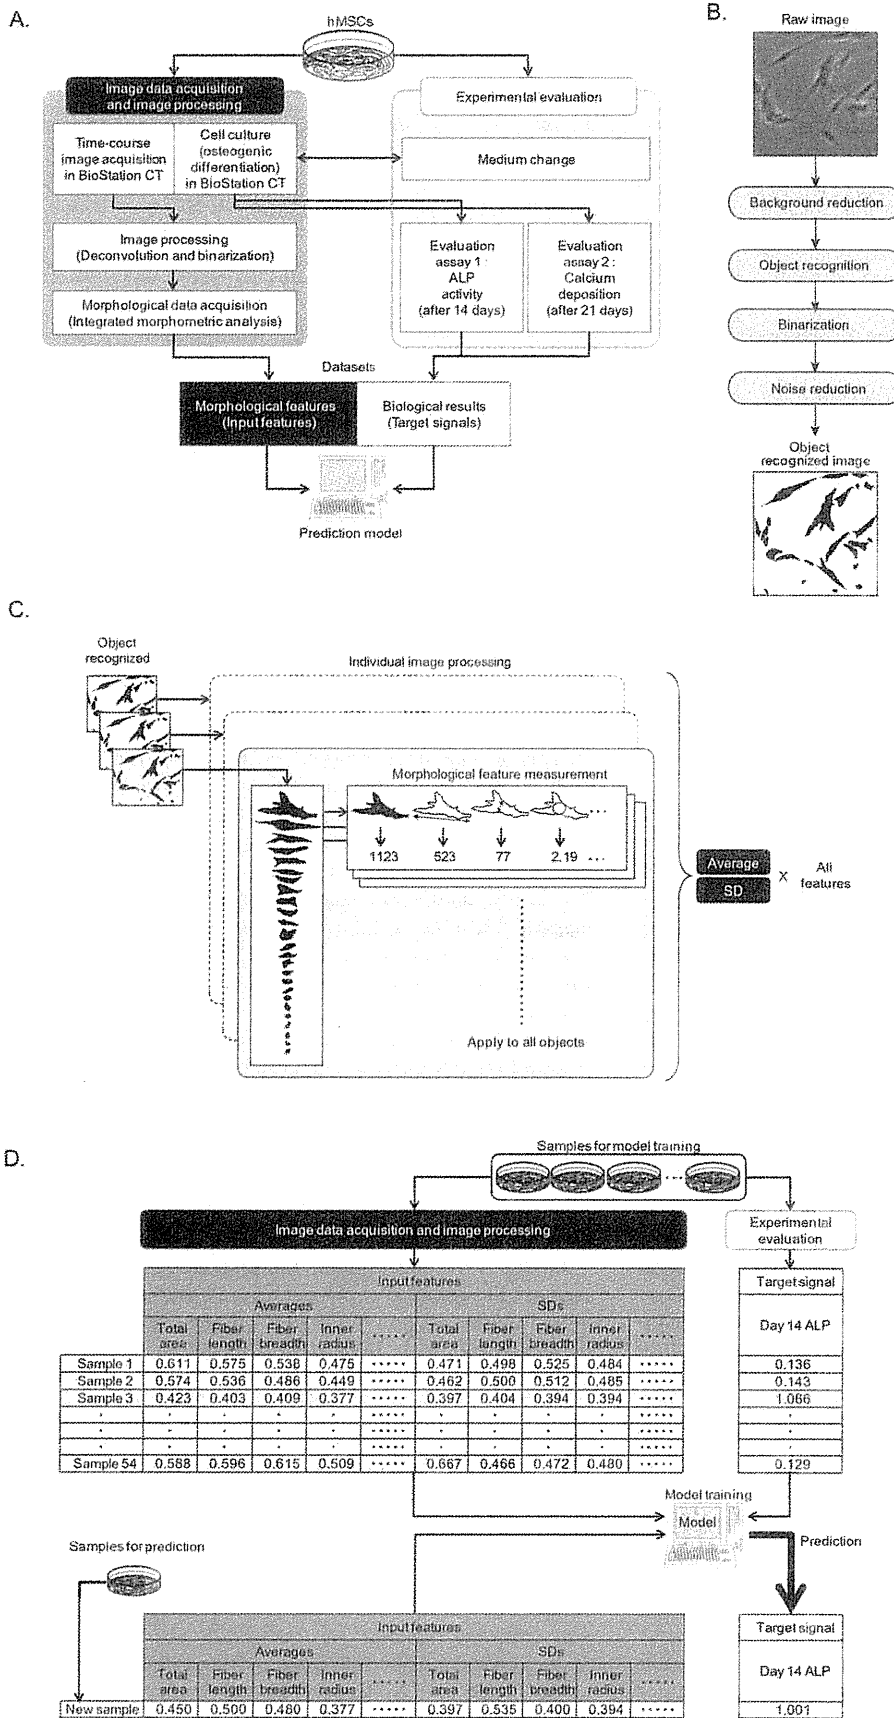 A.
hMSCs
Image data acquisition
and image processing
Experimental evaluation
Time-course
image acquisition
in BioStation CT
Cell culture
(osteogenic
differentiation)
in BioStation CT
Medium change
Image processing
(Deconvolution and binarization)
Evaluation
assay 1 :
ALP
activity
(after 14 days)
Evaluation
assay 2 :
Calcium
deposition
(after 21 days)
Morphological data acquisition
(Integrated morphometric analysis)
Datasets
Morphological features
(Input features)
Biological results
(Target signals)
Prediction model
B.
Raw image
Background reduction
Object recognition
Binarization
Noise reduction
Object
recognized image
C.
Object
recognized
Individual image processing
Morphological feature measurement
1123 523 77 2.19 ...
Apply to all objects
Average
SD
X
All
features
D.
Samples for model training
Image data acquisition and image processing
Experimental
evaluation
Input features
Target signal
Averages SDs
Day 14 ALP
Total area Fiber length Fiber breadth Inner radius ..... Total area Fiber length Fiber breadth Inner radius .....
Sample 1 0.611 0.575 0.538 0.475 ..... 0.471 0.498 0.525 0.484 ..... 0.136
Sample 2 0.574 0.536 0.486 0.449 ..... 0.462 0.500 0.512 0.485 ..... 0.143
Sample 3 0.423 0.403 0.409 0.377 ..... 0.397 0.404 0.394 0.394 ..... 1.066
Sample 54 0.588 0.596 0.615 0.509 ..... 0.667 0.466 0.472 0.480 ..... 0.129
Model training
Model
Prediction
Samples for prediction
Input features
Target signal
Averages SDs
Day 14 ALP
Total area Fiber length Fiber breadth Inner radius ..... Total area Fiber length Fiber breadth Inner radius .....
New sample 0.450 0.500 0.480 0.377 ..... 0.397 0.535 0.400 0.394 ..... 1.001